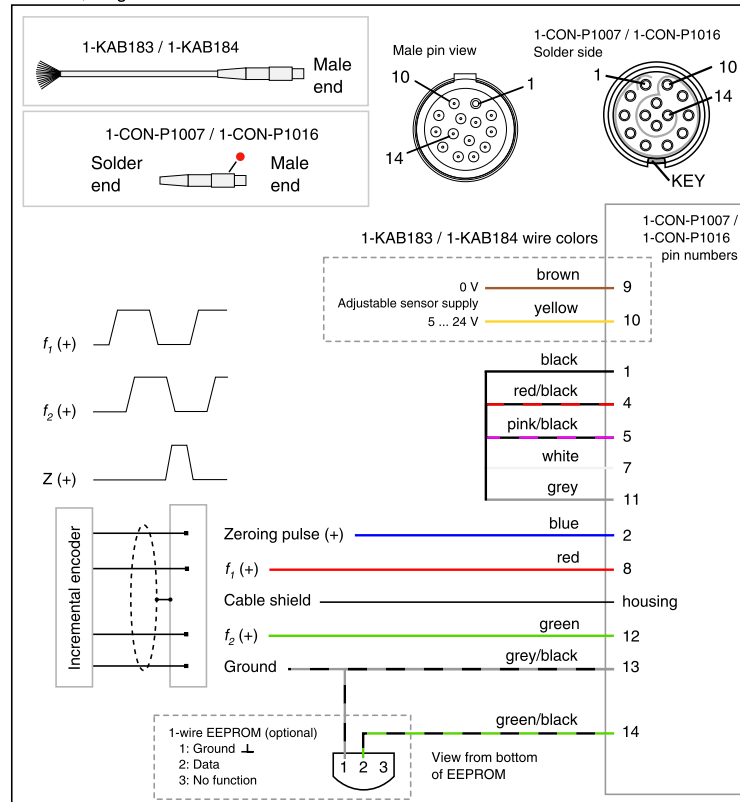 1-KAB183 / 1-KAB184
Male
end
1-CON-P1007 / 1-CON-P1016
Solder
end
Male
end
Male pin view
10
1
14
1-CON-P1007 / 1-CON-P1016
Solder side
1
10
14
KEY
1-CON-P1007 /
1-CON-P1016
pin numbers
1-KAB183 / 1-KAB184 wire colors
brown
0 V
9
Adjustable sensor supply
yellow
5 ... 24 V
10
f1 (+)
f2 (+)
Z (+)
black
1
red/black
4
pink/black
5
white
7
grey
11
Incremental encoder
blue
Zeroing pulse (+)
2
red
f1 (+)
8
Cable shield
housing
green
f2 (+)
12
grey/black
Ground
13
green/black
14
1-wire EEPROM (optional)
1: Ground ⊥
2: Data
3: No function
1 2 3
View from bottom
of EEPROM